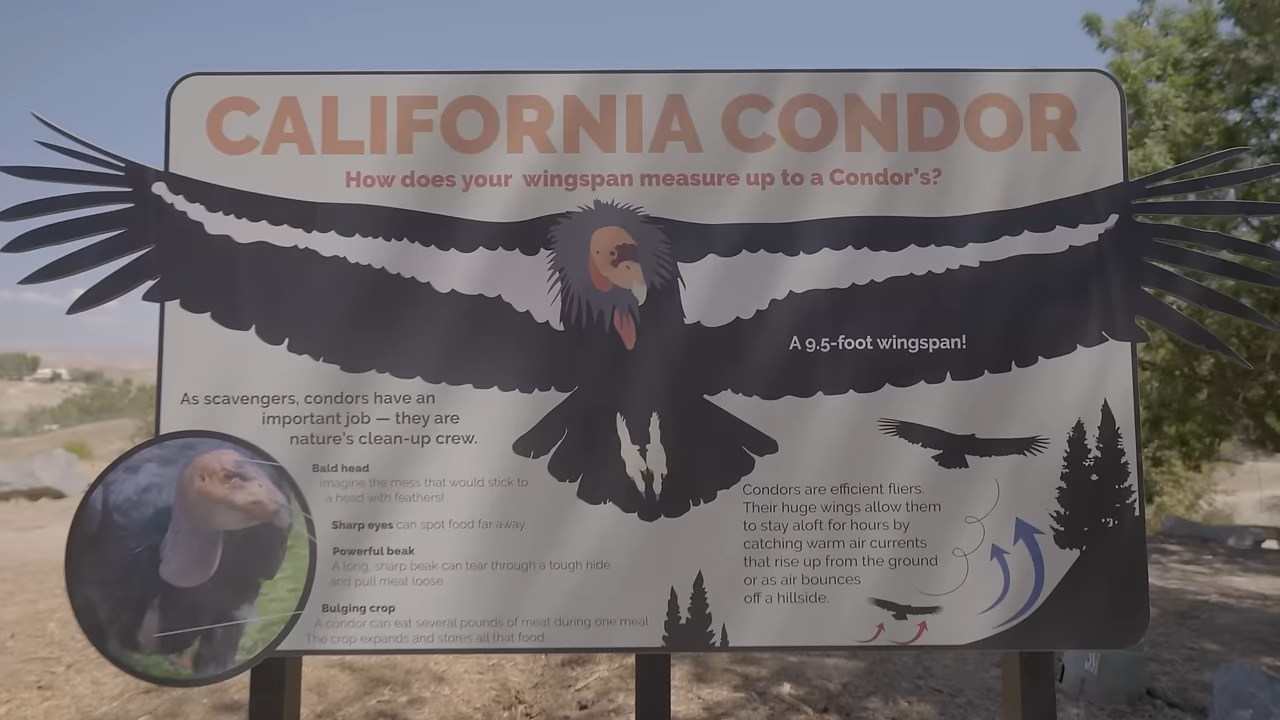 CALIFORNIA CONDOR
How does your wingspan measure up to a Condor's?
A 9.5-foot wingspan!
As scavengers, condors have an
important job — they are
nature's clean-up crew.
Bald head
Imagine the mess that would stick to
a head with feathers!
Sharp eyes can spot food far away
Powerful beak
A long, sharp beak can tear through a tough hide
and pull meat loose
Bulging crop
A condor can eat several pounds of meat during one meal
The crop expands and stores all that food.
Condors are efficient fliers.
Their huge wings allow them
to stay aloft for hours by
catching warm air currents
that rise up from the ground
or as air bounces
off a hillside.